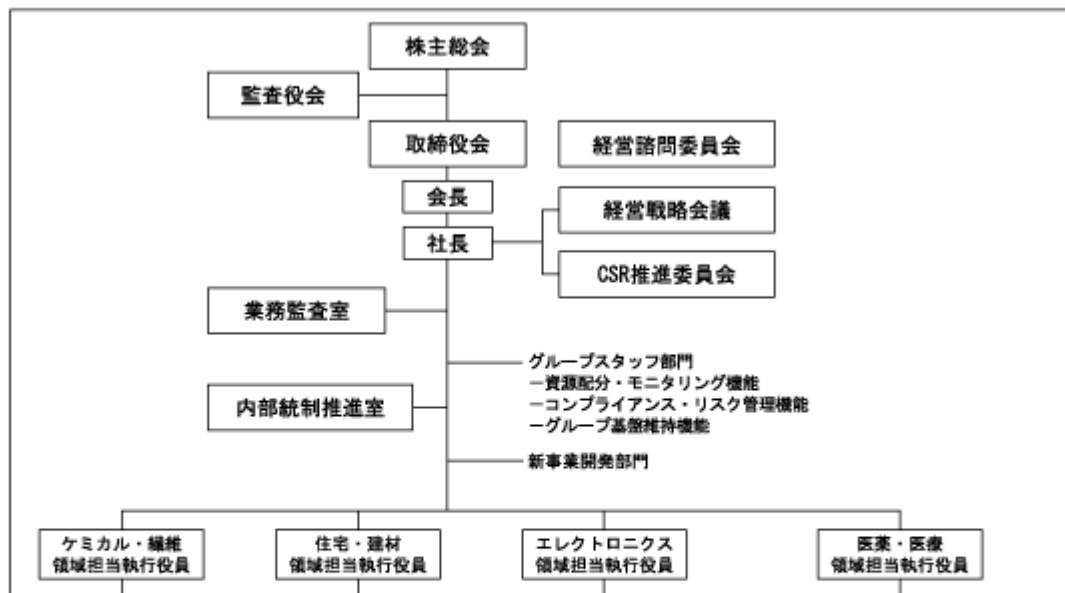 株主総会
監査役会
取締役会
経営諮問委員会
会長
経営戦略会議
社長
CSR推進委員会
業務監査室
グループスタッフ部門
－資源配分・モニタリング機能
－コンプライアンス・リスク管理機能
－グループ基盤維持機能
内部統制推進室
新事業開発部門
ケミカル・繊維
領域担当執行役員
住宅・建材
領域担当執行役員
エレクトロニクス
領域担当執行役員
医薬・医療
領域担当執行役員